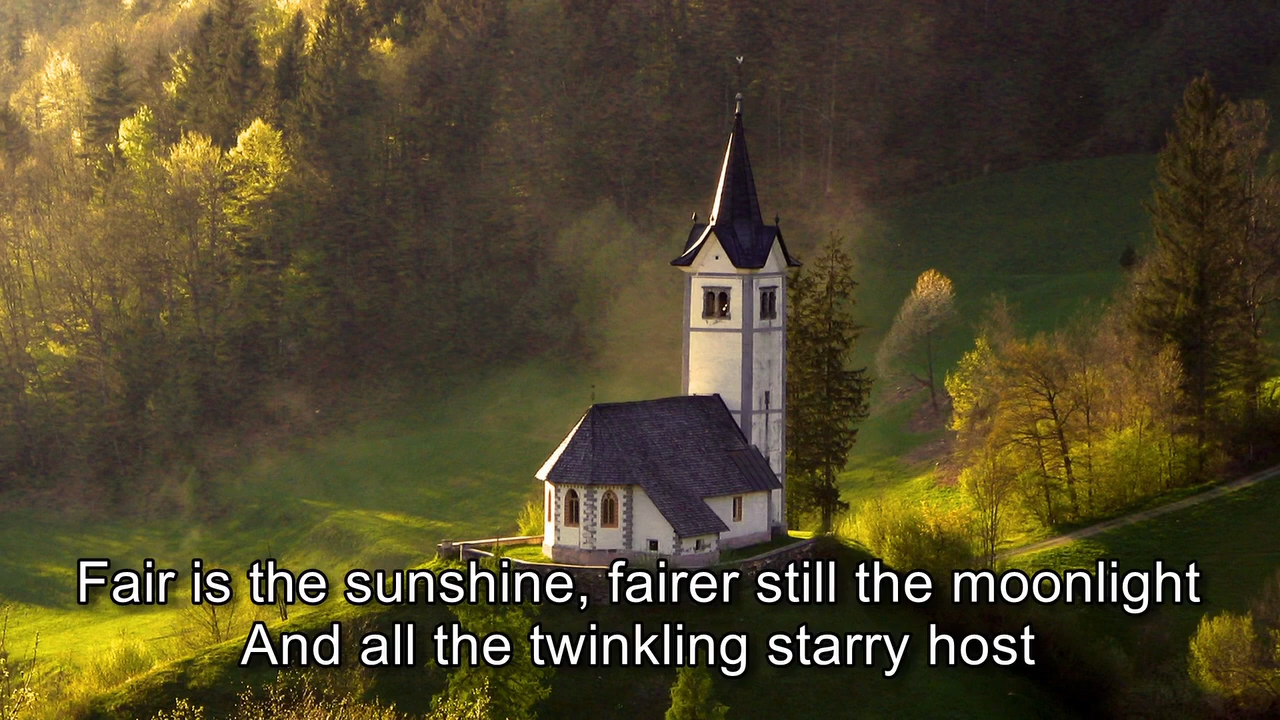 Fair is the sunshine, fairer still the moonlight
And all the twinkling starry host